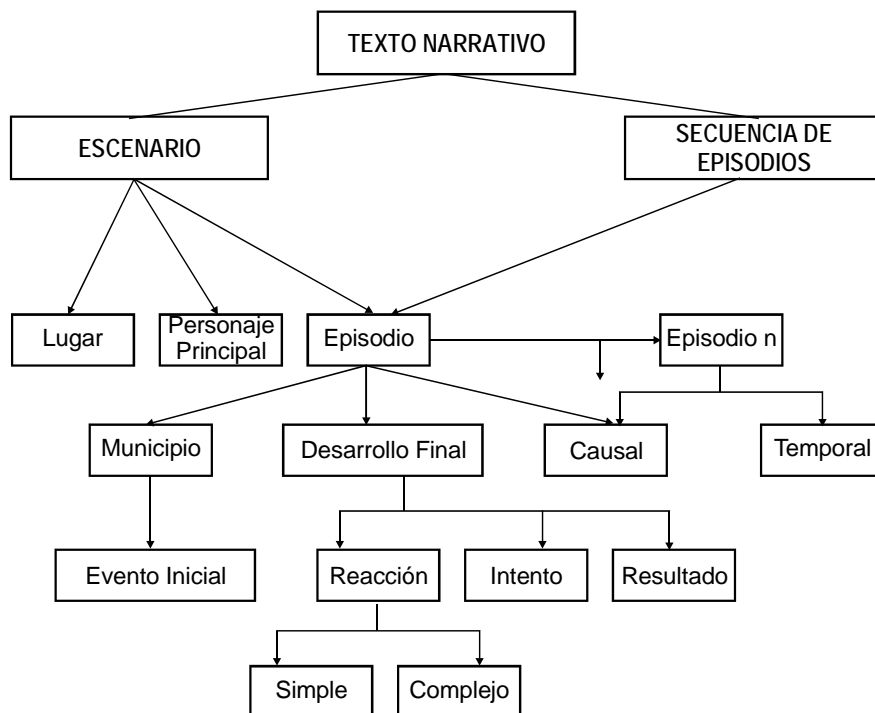 TEXTO NARRATIVO
ESCENARIO
SECUENCIA DE
EPISODIOS
Lugar
Personaje
Principal
Episodio
Episodio n
Municipio
Desarrollo Final
Causal
Temporal
Evento Inicial
Reacción
Intento
Resultado
Simple
Complejo